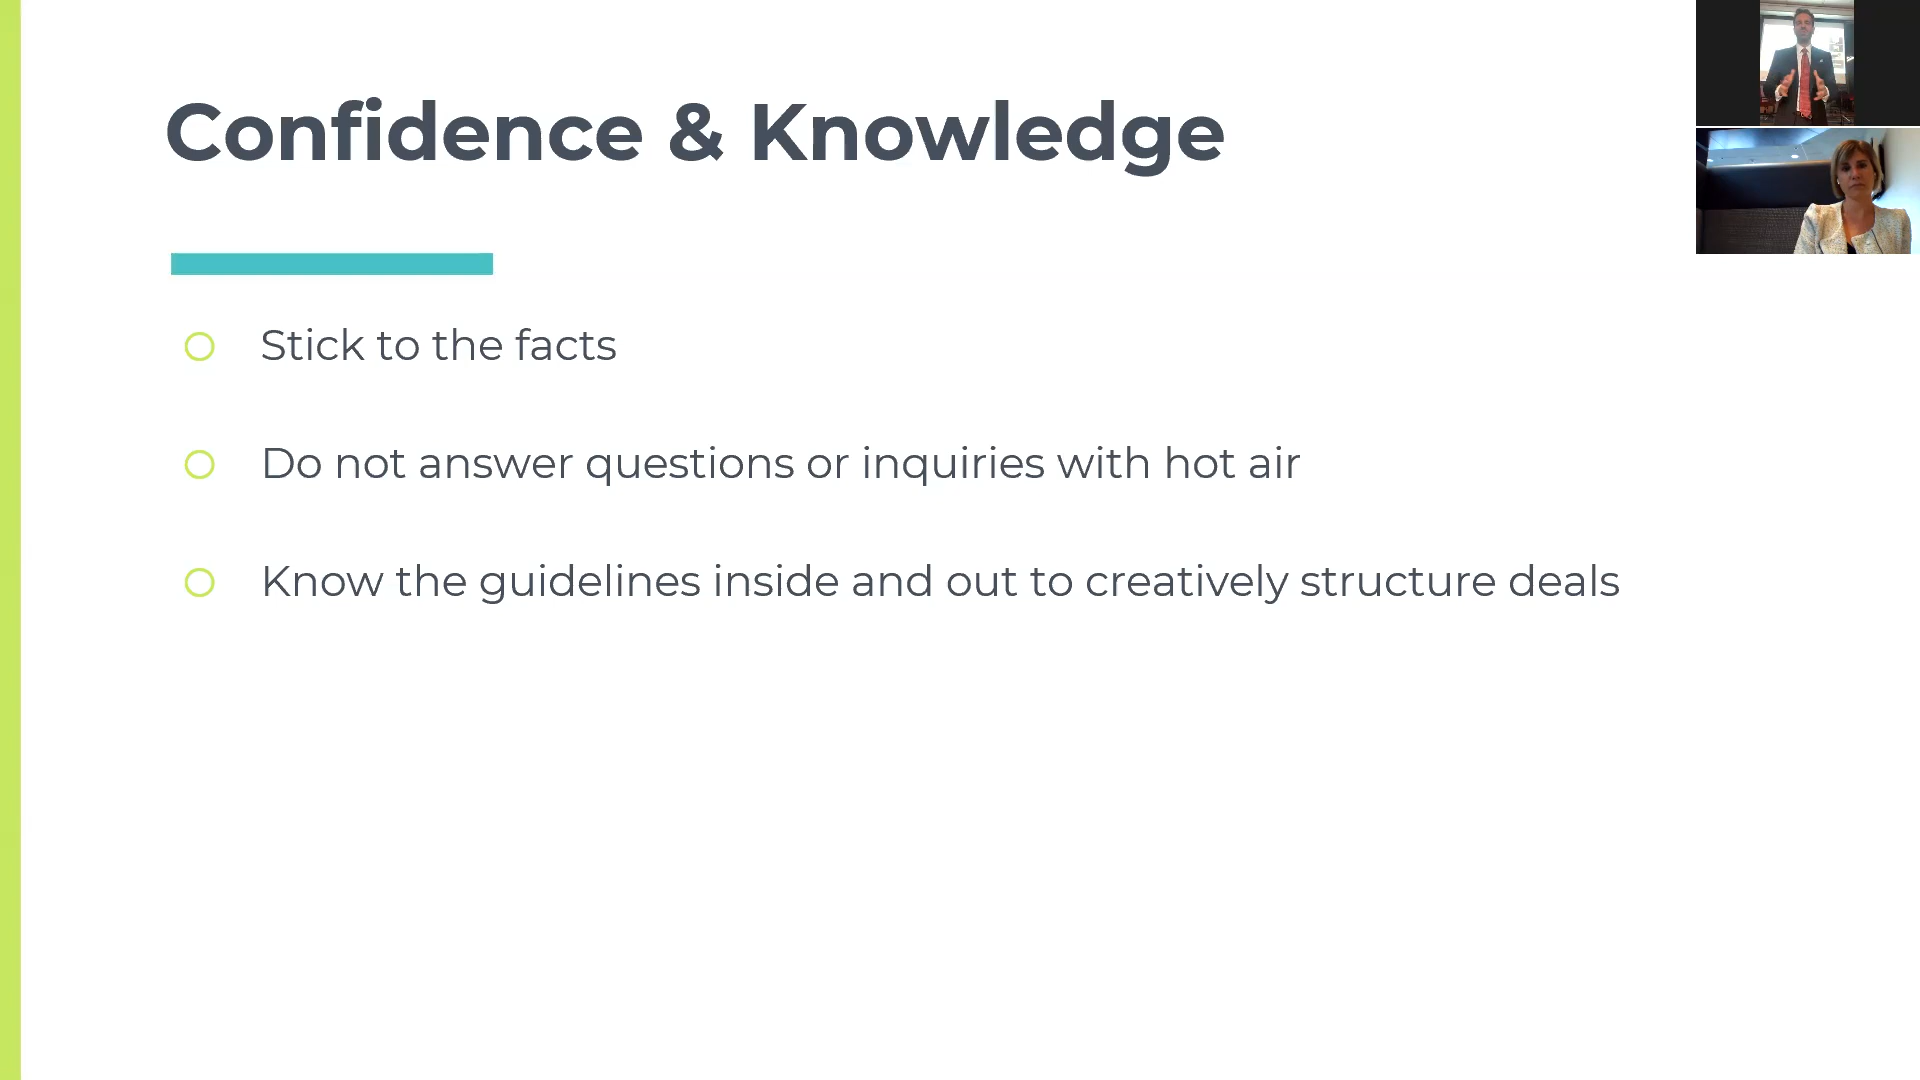 Confidence & Knowledge
Stick to the facts
Do not answer questions or inquiries with hot air
Know the guidelines inside and out to creatively structure deals